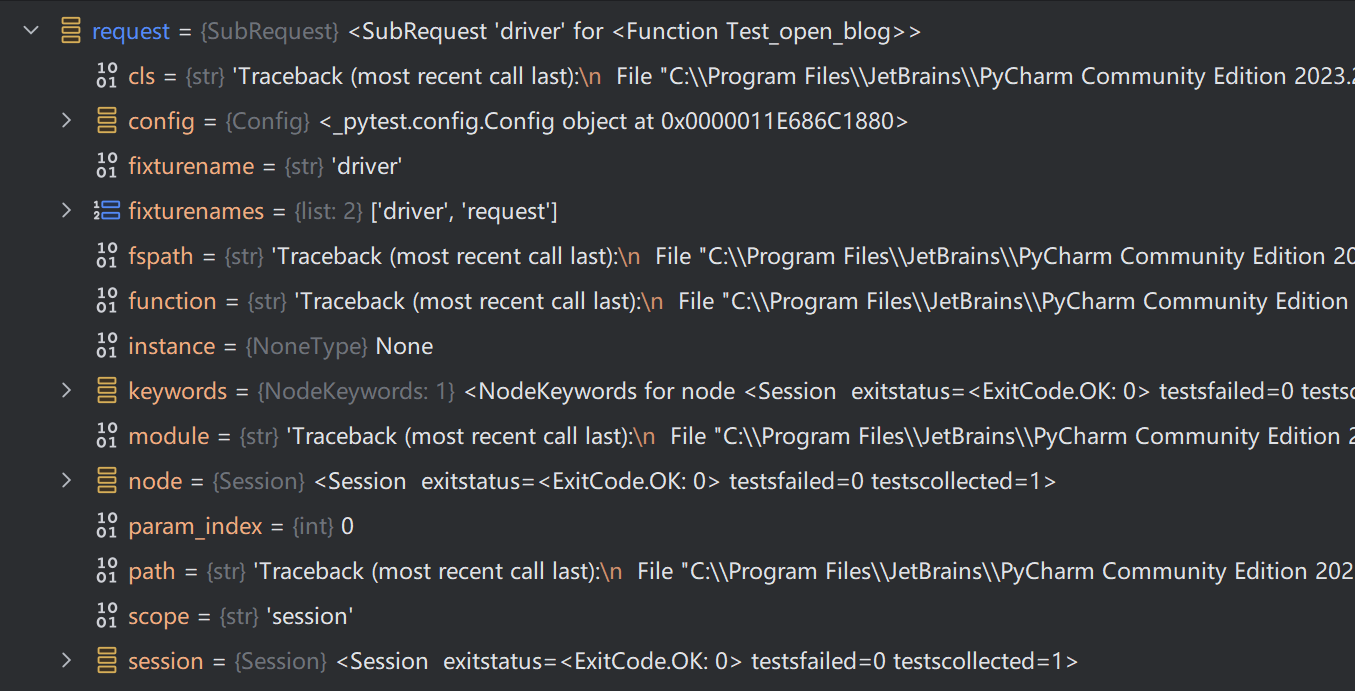 request = {SubRequest} <SubRequest 'driver' for <Function Test_open_blog>>
cls = {str} 'Traceback (most recent call last):\n  File "C:\\Program Files\\JetBrains\\PyCharm Community Edition 2023.2
config = {Config} <_pytest.config.Config object at 0x0000011E686C1880>
fixturename = {str} 'driver'
fixturenames = {list: 2} ['driver', 'request']
fspath = {str} 'Traceback (most recent call last):\n  File "C:\\Program Files\\JetBrains\\PyCharm Community Edition 20
function = {str} 'Traceback (most recent call last):\n  File "C:\\Program Files\\JetBrains\\PyCharm Community Edition
instance = {NoneType} None
keywords = {NodeKeywords: 1} <NodeKeywords for node <Session  exitstatus=<ExitCode.OK: 0> testsfailed=0 testsc
module = {str} 'Traceback (most recent call last):\n  File "C:\\Program Files\\JetBrains\\PyCharm Community Edition 2
node = {Session} <Session  exitstatus=<ExitCode.OK: 0> testsfailed=0 testscollected=1>
param_index = {int} 0
path = {str} 'Traceback (most recent call last):\n  File "C:\\Program Files\\JetBrains\\PyCharm Community Edition 202
scope = {str} 'session'
session = {Session} <Session  exitstatus=<ExitCode.OK: 0> testsfailed=0 testscollected=1>